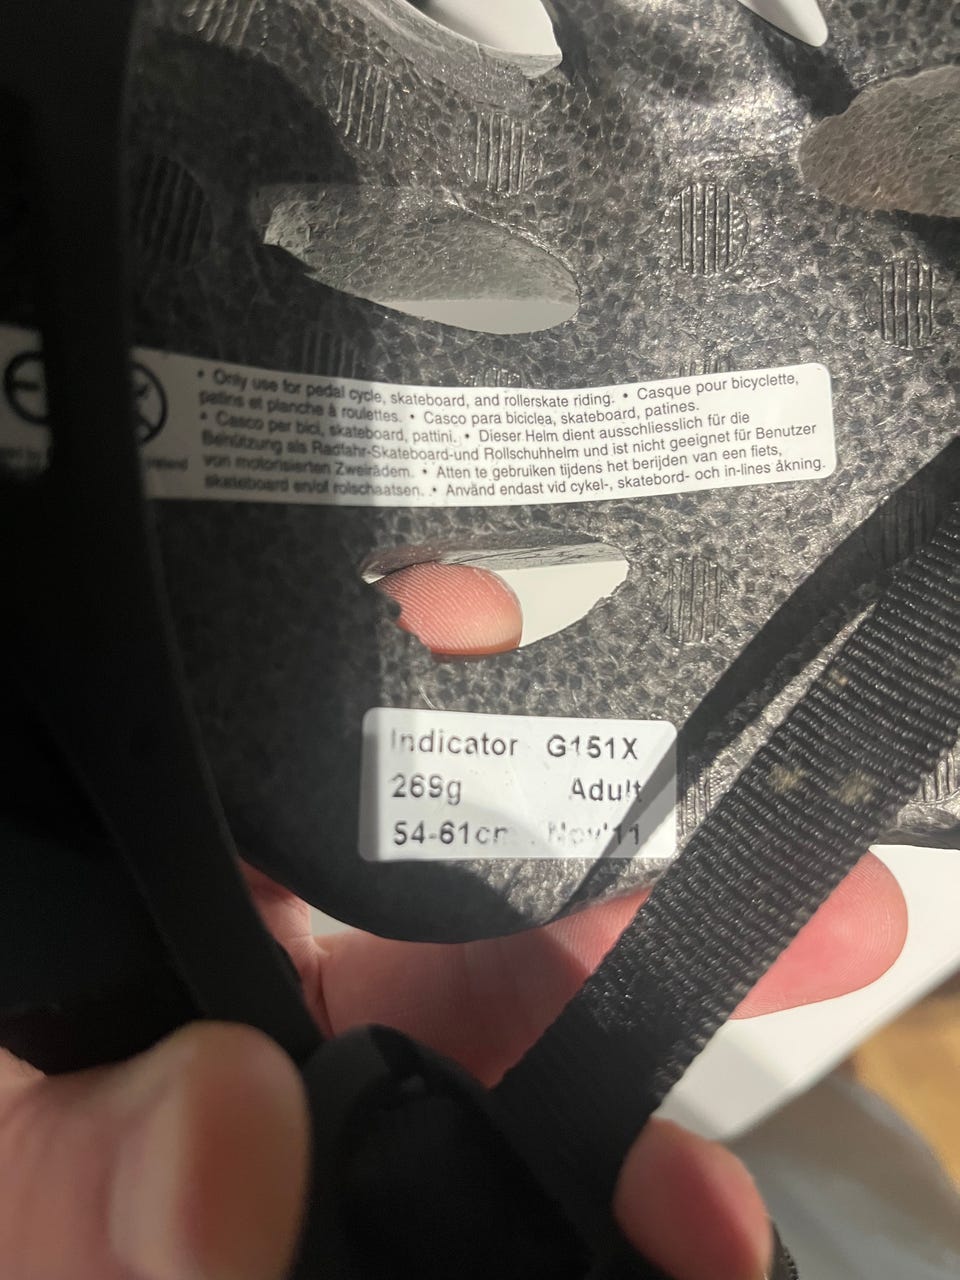 • Only use for pedal cycle, skateboard, and rollerskate riding. • Casque pour bicyclette,
patins et planche à roulettes. • Casco para biciclea, skateboard, patines.
• Casco per bici, skateboard, pattini. • Dieser Helm dient ausschliesslich für die
Behützung als Radfahr-Skateboard-und Rollschuhhelm und ist nicht geeignet für Benutzer
von motorisierten Zweirädem. • Atten te gebruiken tijdens het berijden van een fiets,
skateboard en/of rolschaatsen. • Använd endast vid cykel-, skatebord- och in-lines åkning.
Indicator G151X
269g Adult
54-61cm Nov'11